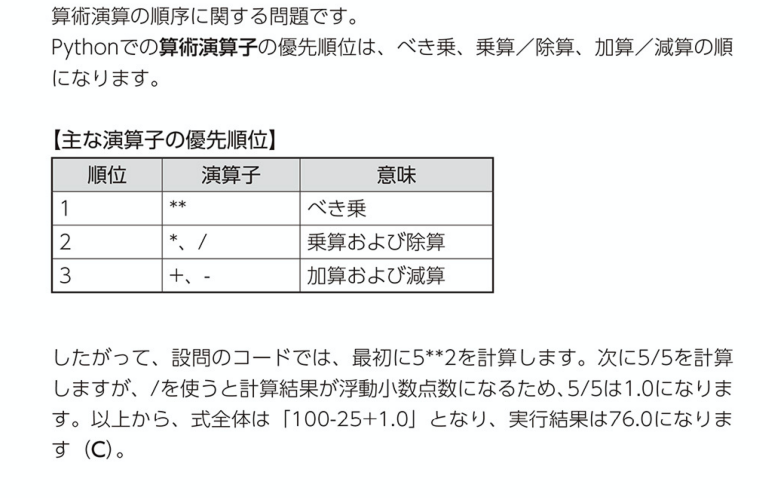 算術演算の順序に関する問題です。
Pythonでの算術演算子の優先順位は、べき乗、乗算／除算、加算／減算の順
になります。
【主な演算子の優先順位】
順位 演算子 意味
1 ** べき乗
2 *、/ 乗算および除算
3 +、- 加算および減算
したがって、設問のコードでは、最初に5**2を計算します。次に5/5を計算
しますが、/を使うと計算結果が浮動小数点数になるため、5/5は1.0になりま
す。以上から、式全体は「100-25+1.0」となり、実行結果は76.0になりま
す（C）。